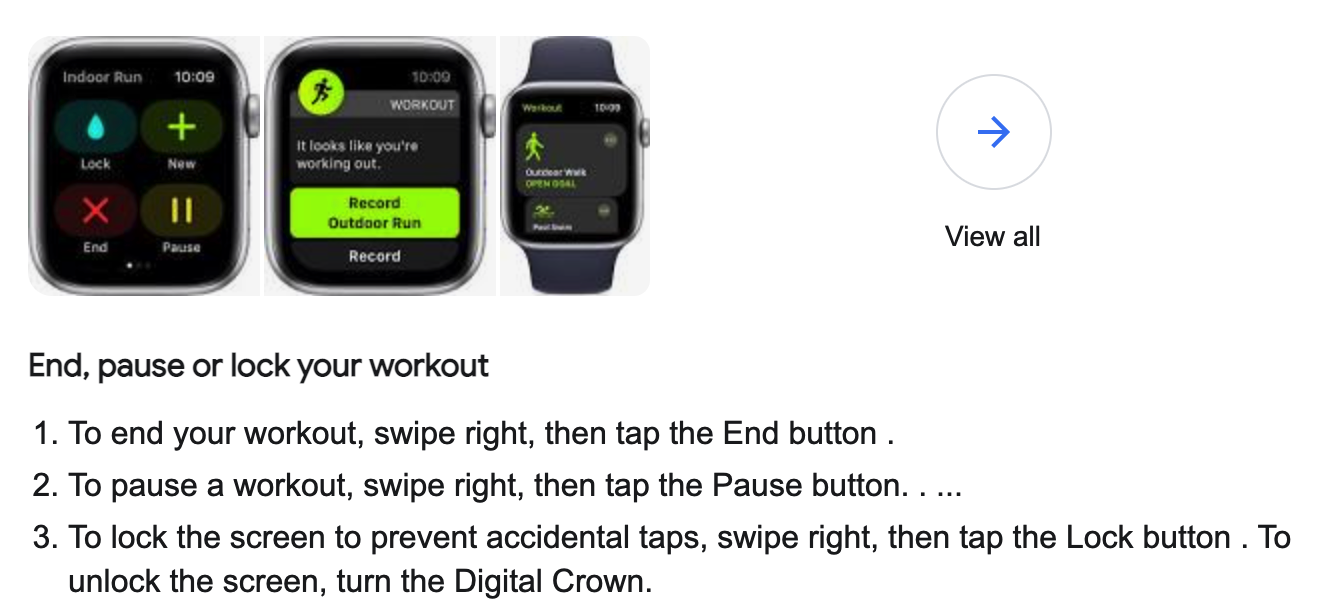 Indoor Run 10:09
Lock New
End Pause
10:09
WORKOUT
It looks like you're
working out.
Record
Outdoor Run
Record
Workout 10:09
Outdoor Walk
OPEN GOAL
Pool Swim
View all
End, pause or lock your workout
1. To end your workout, swipe right, then tap the End button .
2. To pause a workout, swipe right, then tap the Pause button. . ...
3. To lock the screen to prevent accidental taps, swipe right, then tap the Lock button . To
unlock the screen, turn the Digital Crown.